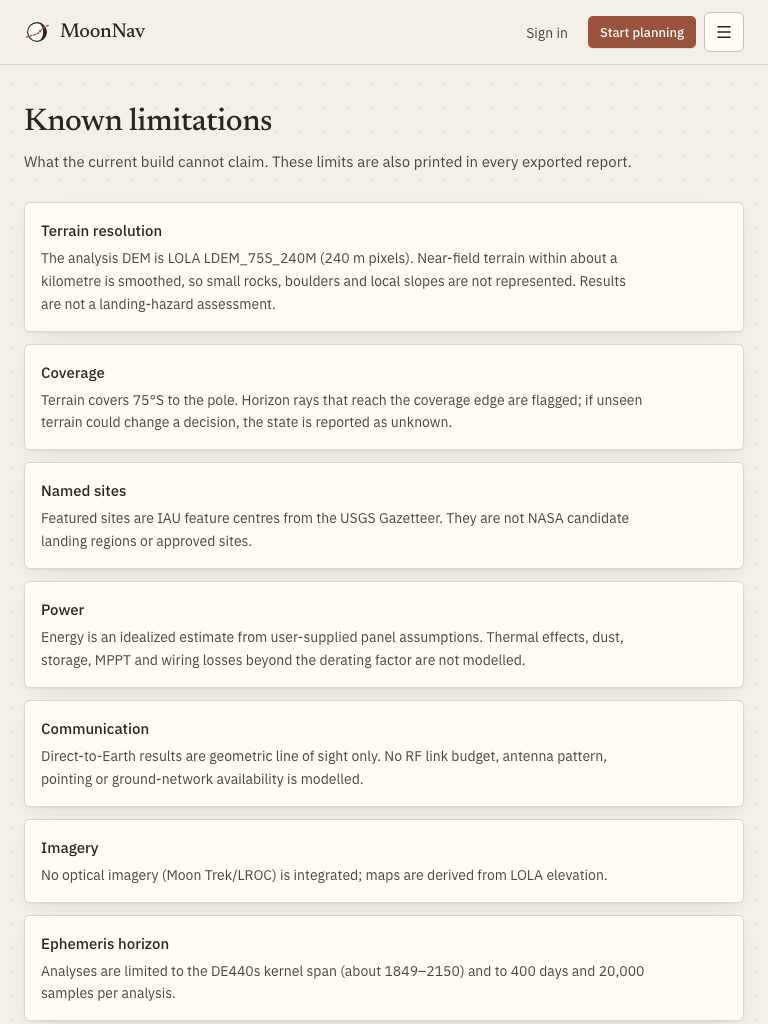 MoonNav
Sign in
Start planning
Known limitations
What the current build cannot claim. These limits are also printed in every exported report.
Terrain resolution
The analysis DEM is LOLA LDEM_75S_240M (240 m pixels). Near-field terrain within about a
kilometre is smoothed, so small rocks, boulders and local slopes are not represented. Results
are not a landing-hazard assessment.
Coverage
Terrain covers 75°S to the pole. Horizon rays that reach the coverage edge are flagged; if unseen
terrain could change a decision, the state is reported as unknown.
Named sites
Featured sites are IAU feature centres from the USGS Gazetteer. They are not NASA candidate
landing regions or approved sites.
Power
Energy is an idealized estimate from user-supplied panel assumptions. Thermal effects, dust,
storage, MPPT and wiring losses beyond the derating factor are not modelled.
Communication
Direct-to-Earth results are geometric line of sight only. No RF link budget, antenna pattern,
pointing or ground-network availability is modelled.
Imagery
No optical imagery (Moon Trek/LROC) is integrated; maps are derived from LOLA elevation.
Ephemeris horizon
Analyses are limited to the DE440s kernel span (about 1849–2150) and to 400 days and 20,000
samples per analysis.